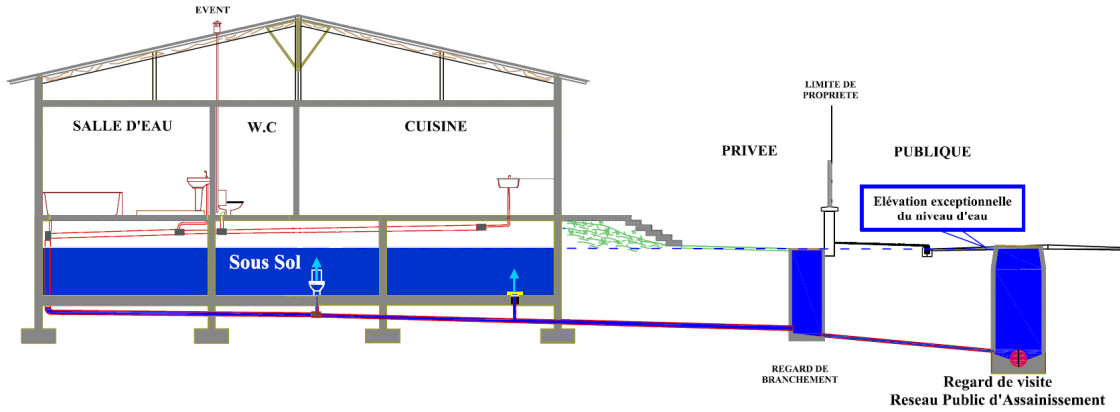 EVENT
LIMITE DE
PROPRIETE
SALLE D'EAU
W.C
CUISINE
PRIVEE
PUBLIQUE
Elévation exceptionnelle
du niveau d'eau
Sous Sol
REGARD DE
BRANCHEMENT
Regard de visite
Reseau Public d'Assainissement